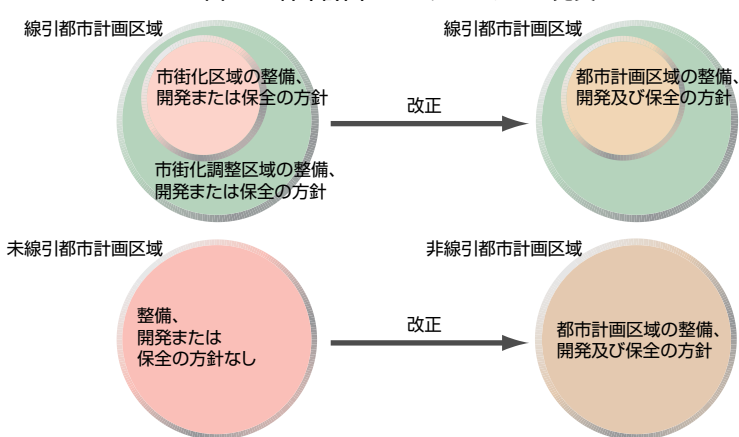 線引都市計画区域
線引都市計画区域
市街化区域の整備、
開発または保全の方針
都市計画区域の整備、
開発及び保全の方針
改正
市街化調整区域の整備、
開発または保全の方針
未線引都市計画区域
非線引都市計画区域
整備、
開発または
保全の方針なし
改正
都市計画区域の整備、
開発及び保全の方針